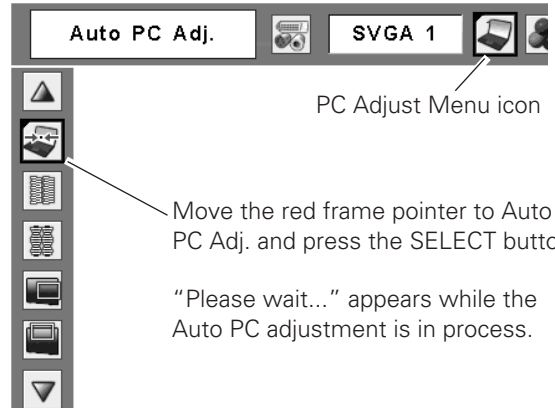 Auto PC Adj.
SVGA 1
PC Adjust Menu icon
Move the red frame pointer to Auto
PC Adj. and press the SELECT butto
“Please wait...” appears while the
Auto PC adjustment is in process.